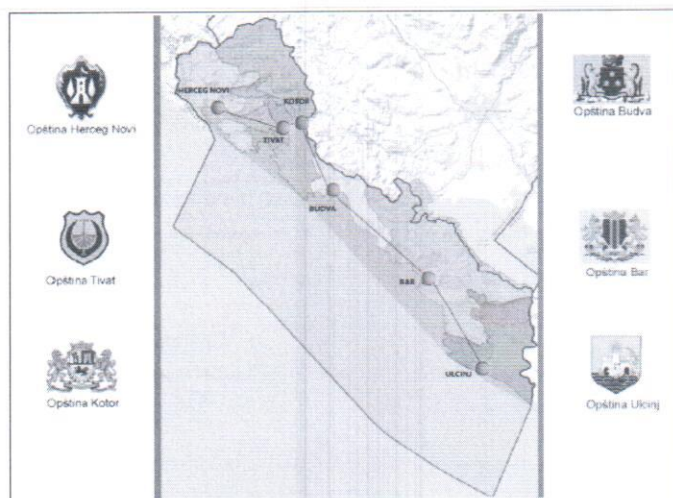 Opština Herceg Novi
Opština Tivat
Opština Kotor
HERCEG NOVI
KOTOR
TIVAT
BUDVA
BAR
ULCINJ
Opština Budva
Opština Bar
Opština Ulcinj